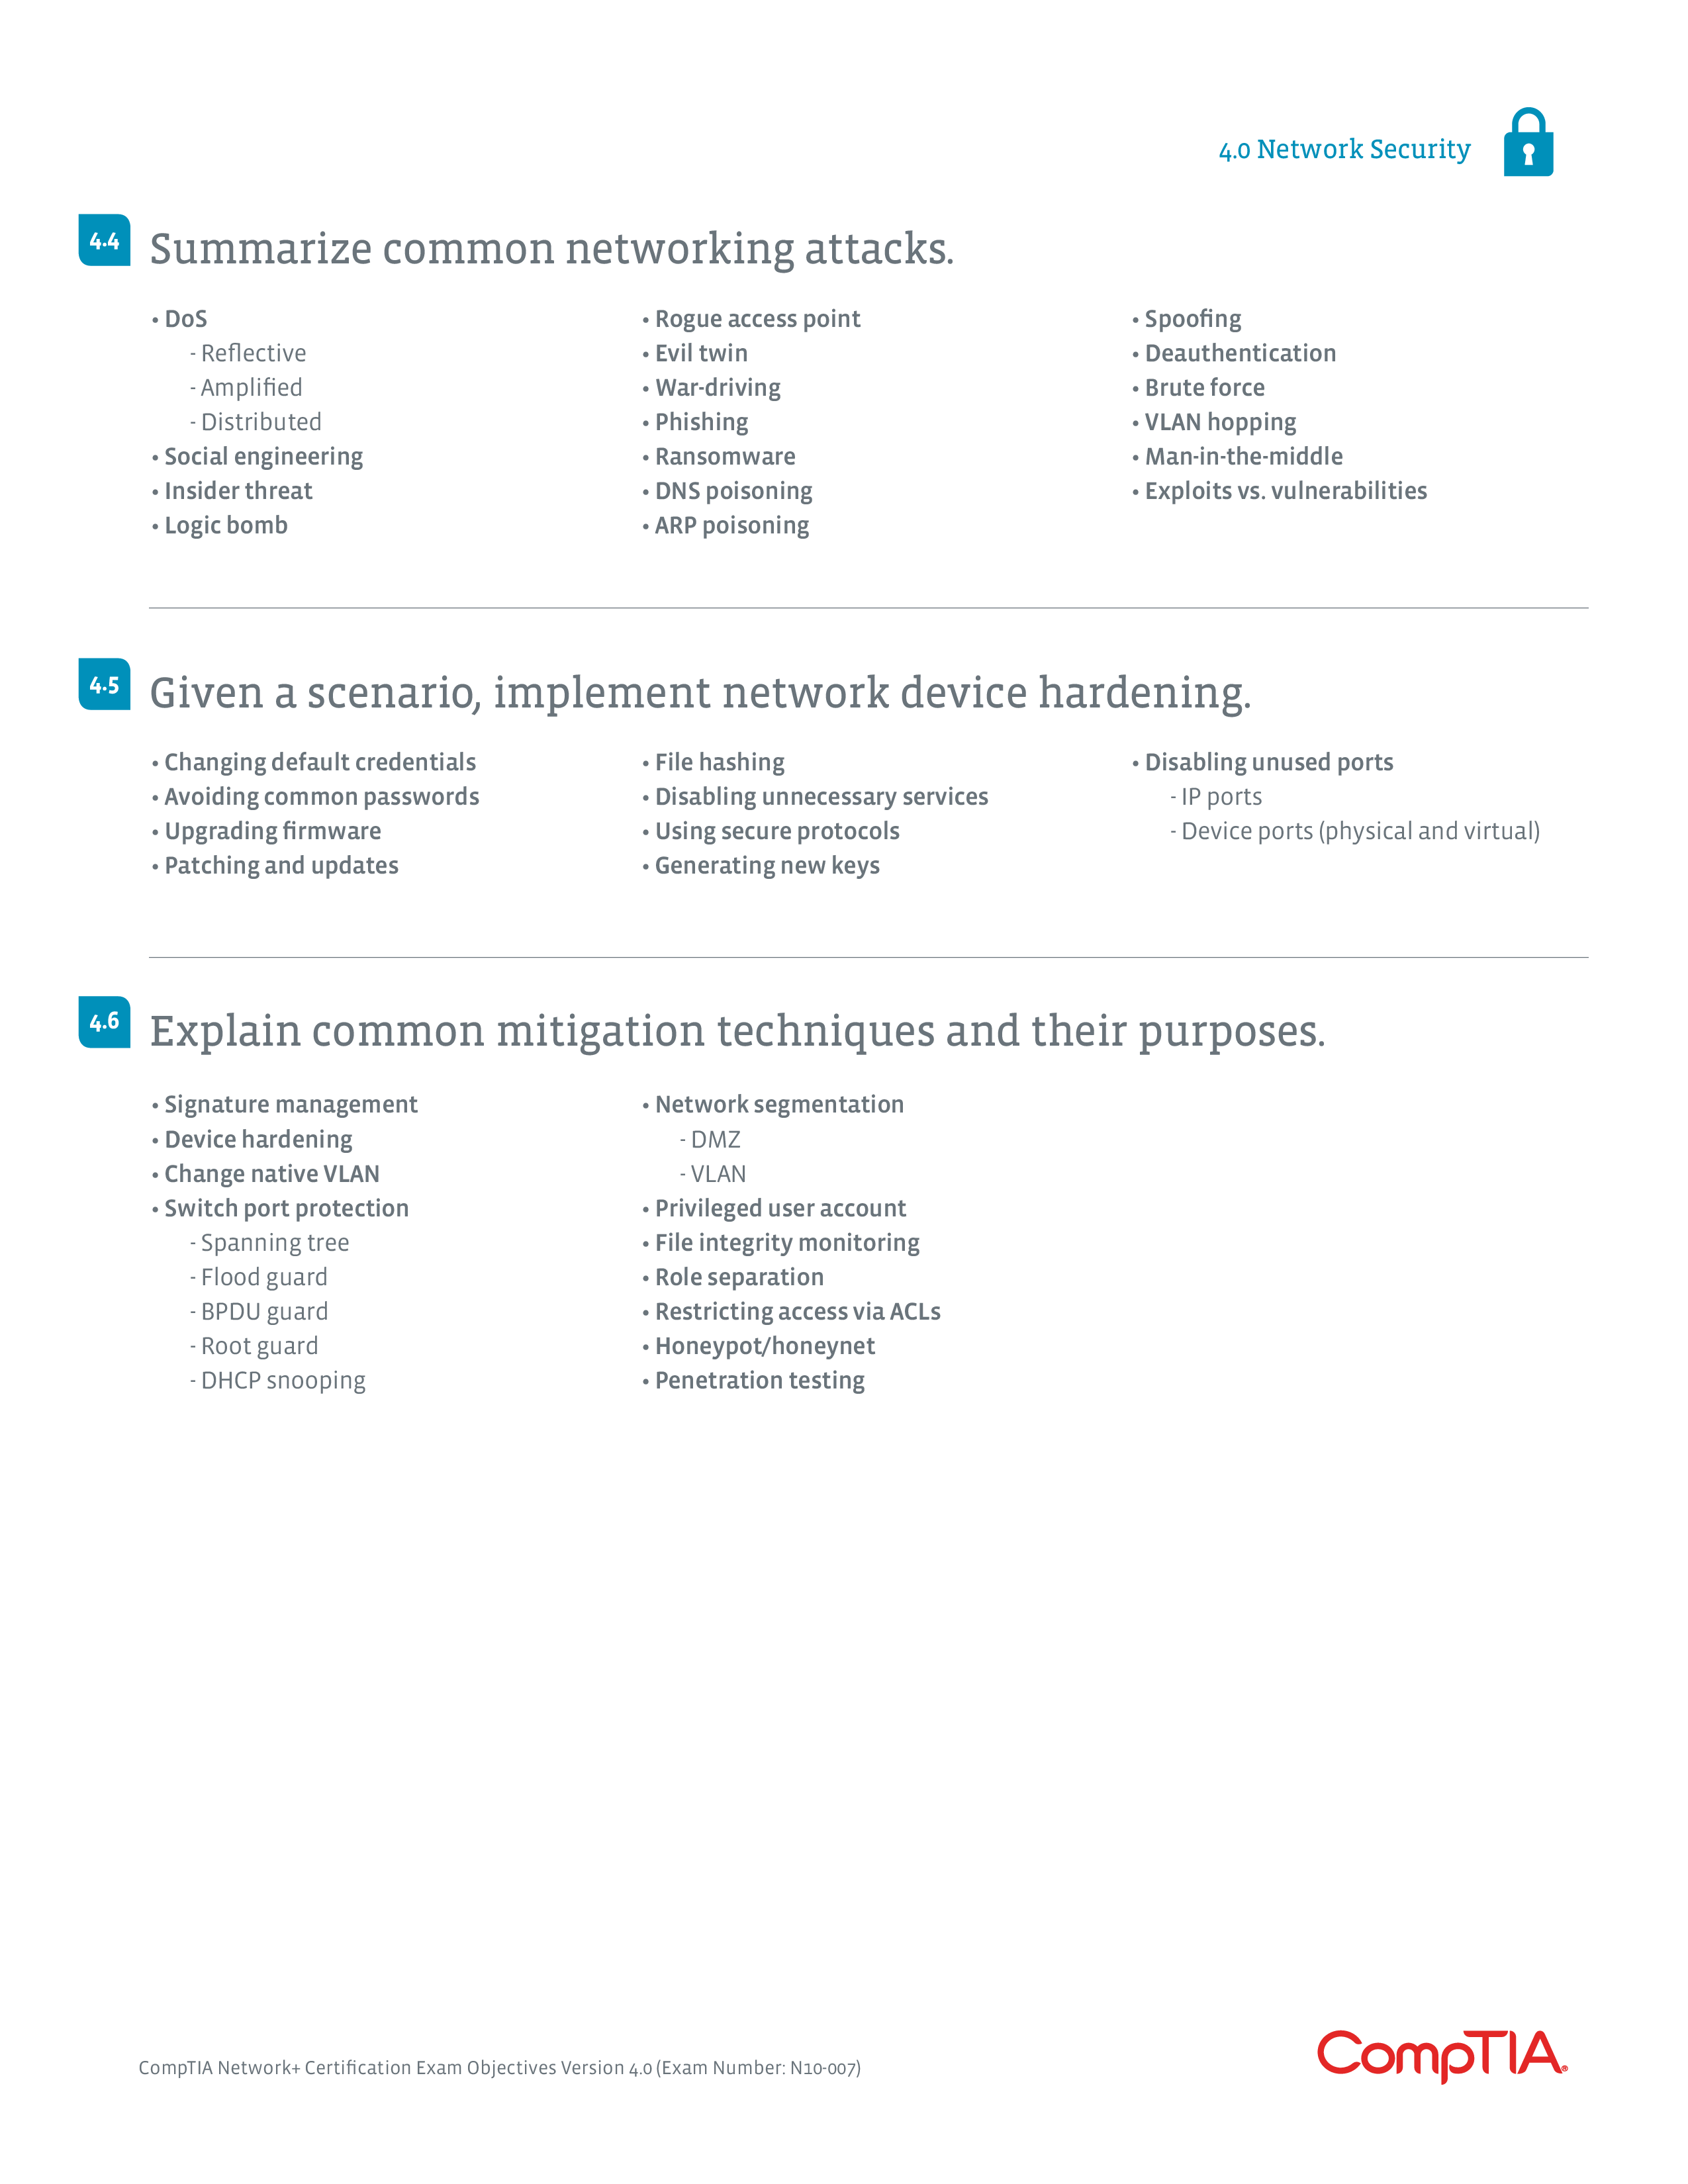 4.0 Network Security
4.4 Summarize common networking attacks.
• DoS
- Reflective
- Amplified
- Distributed
• Social engineering
• Insider threat
• Logic bomb
• Rogue access point
• Evil twin
• War-driving
• Phishing
• Ransomware
• DNS poisoning
• ARP poisoning
• Spoofing
• Deauthentication
• Brute force
• VLAN hopping
• Man-in-the-middle
• Exploits vs. vulnerabilities
4.5 Given a scenario, implement network device hardening.
• Changing default credentials
• Avoiding common passwords
• Upgrading firmware
• Patching and updates
• File hashing
• Disabling unnecessary services
• Using secure protocols
• Generating new keys
• Disabling unused ports
- IP ports
- Device ports (physical and virtual)
4.6 Explain common mitigation techniques and their purposes.
• Signature management
• Device hardening
• Change native VLAN
• Switch port protection
- Spanning tree
- Flood guard
- BPDU guard
- Root guard
- DHCP snooping
• Network segmentation
- DMZ
- VLAN
• Privileged user account
• File integrity monitoring
• Role separation
• Restricting access via ACLs
• Honeypot/honeynet
• Penetration testing
CompTIA Network+ Certification Exam Objectives Version 4.0 (Exam Number: N10-007)
CompTIA®